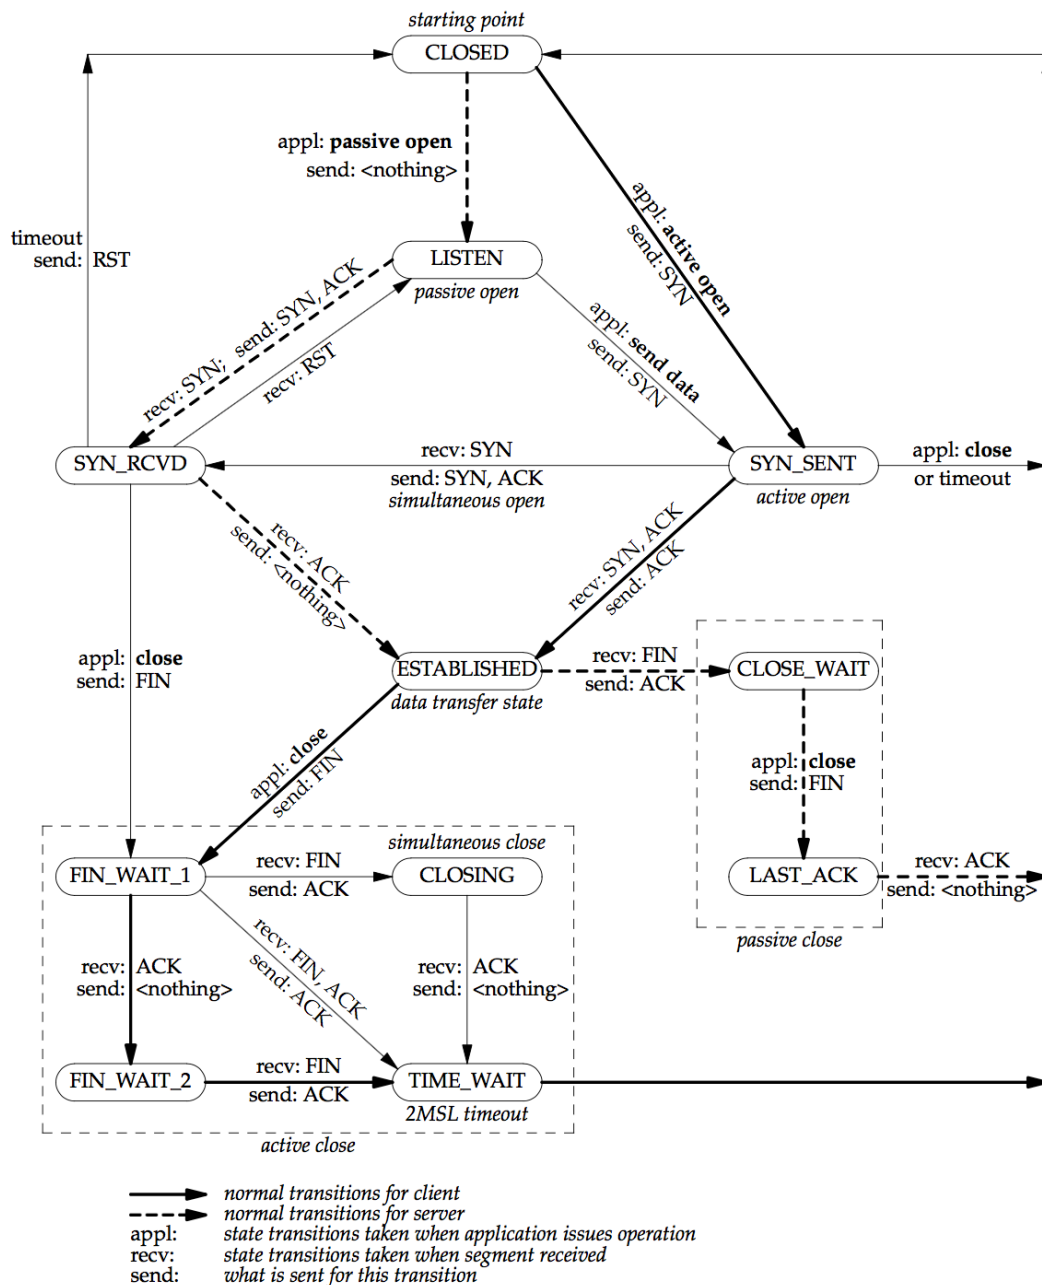 starting point
CLOSED
appl: passive open
send: <nothing>
appl: active open
send: SYN
timeout
send: RST
LISTEN
passive open
recv: SYN; send: SYN, ACK
recv: RST
appl: send data
send: SYN
SYN_RCVD
recv: SYN
send: SYN, ACK
simultaneous open
SYN_SENT
active open
appl: close
or timeout
recv: ACK
send: <nothing>
recv: SYN, ACK
send: ACK
appl: close
send: FIN
ESTABLISHED
data transfer state
recv: FIN
send: ACK
CLOSE_WAIT
appl: close
send: FIN
appl: close
send: FIN
simultaneous close
FIN_WAIT_1
recv: FIN
send: ACK
CLOSING
LAST_ACK
recv: ACK
send: <nothing>
passive close
recv: ACK
send: <nothing>
recv: FIN, ACK
send: ACK
recv: ACK
send: <nothing>
FIN_WAIT_2
recv: FIN
send: ACK
TIME_WAIT
2MSL timeout
active close
normal transitions for client
normal transitions for server
appl: state transitions taken when application issues operation
recv: state transitions taken when segment received
send: what is sent for this transition